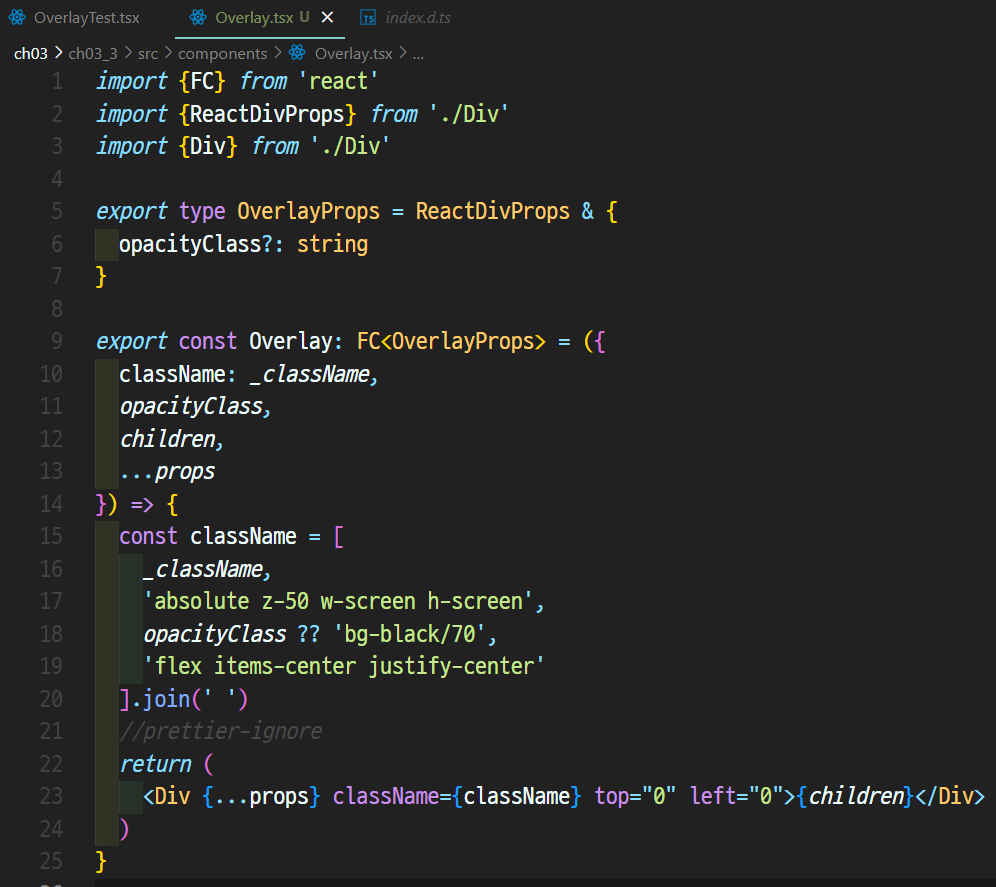 OverlayTest.tsx Overlay.tsx U × TS index.d.ts
ch03 > ch03_3 > src > components > Overlay.tsx > ...
1 import {FC} from 'react'
2 import {ReactDivProps} from './Div'
3 import {Div} from './Div'
4
5 export type OverlayProps = ReactDivProps & {
6 opacityClass?: string
7 }
8
9 export const Overlay: FC<OverlayProps> = ({
10 className: _className,
11 opacityClass,
12 children,
13 ...props
14 }) => {
15 const className = [
16 _className,
17 'absolute z-50 w-screen h-screen',
18 opacityClass ?? 'bg-black/70',
19 'flex items-center justify-center'
20 ].join(' ')
21 //prettier-ignore
22 return (
23 <Div {...props} className={className} top="0" left="0">{children}</Div>
24 )
25 }